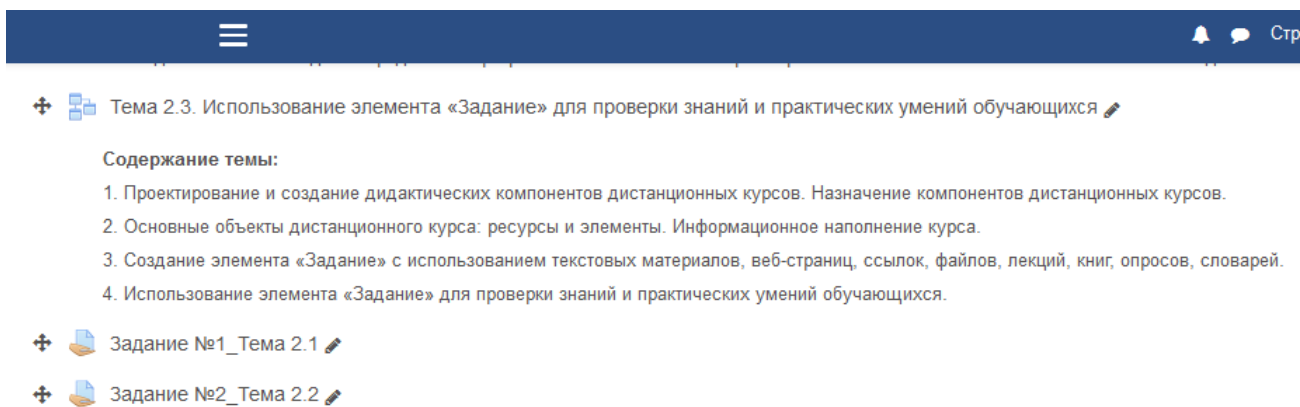 Стр
Тема 2.3. Использование элемента «Задание» для проверки знаний и практических умений обучающихся
Содержание темы:
1. Проектирование и создание дидактических компонентов дистанционных курсов. Назначение компонентов дистанционных курсов.
2. Основные объекты дистанционного курса: ресурсы и элементы. Информационное наполнение курса.
3. Создание элемента «Задание» с использованием текстовых материалов, веб-страниц, ссылок, файлов, лекций, книг, опросов, словарей.
4. Использование элемента «Задание» для проверки знаний и практических умений обучающихся.
Задание №1_Тема 2.1
Задание №2_Тема 2.2